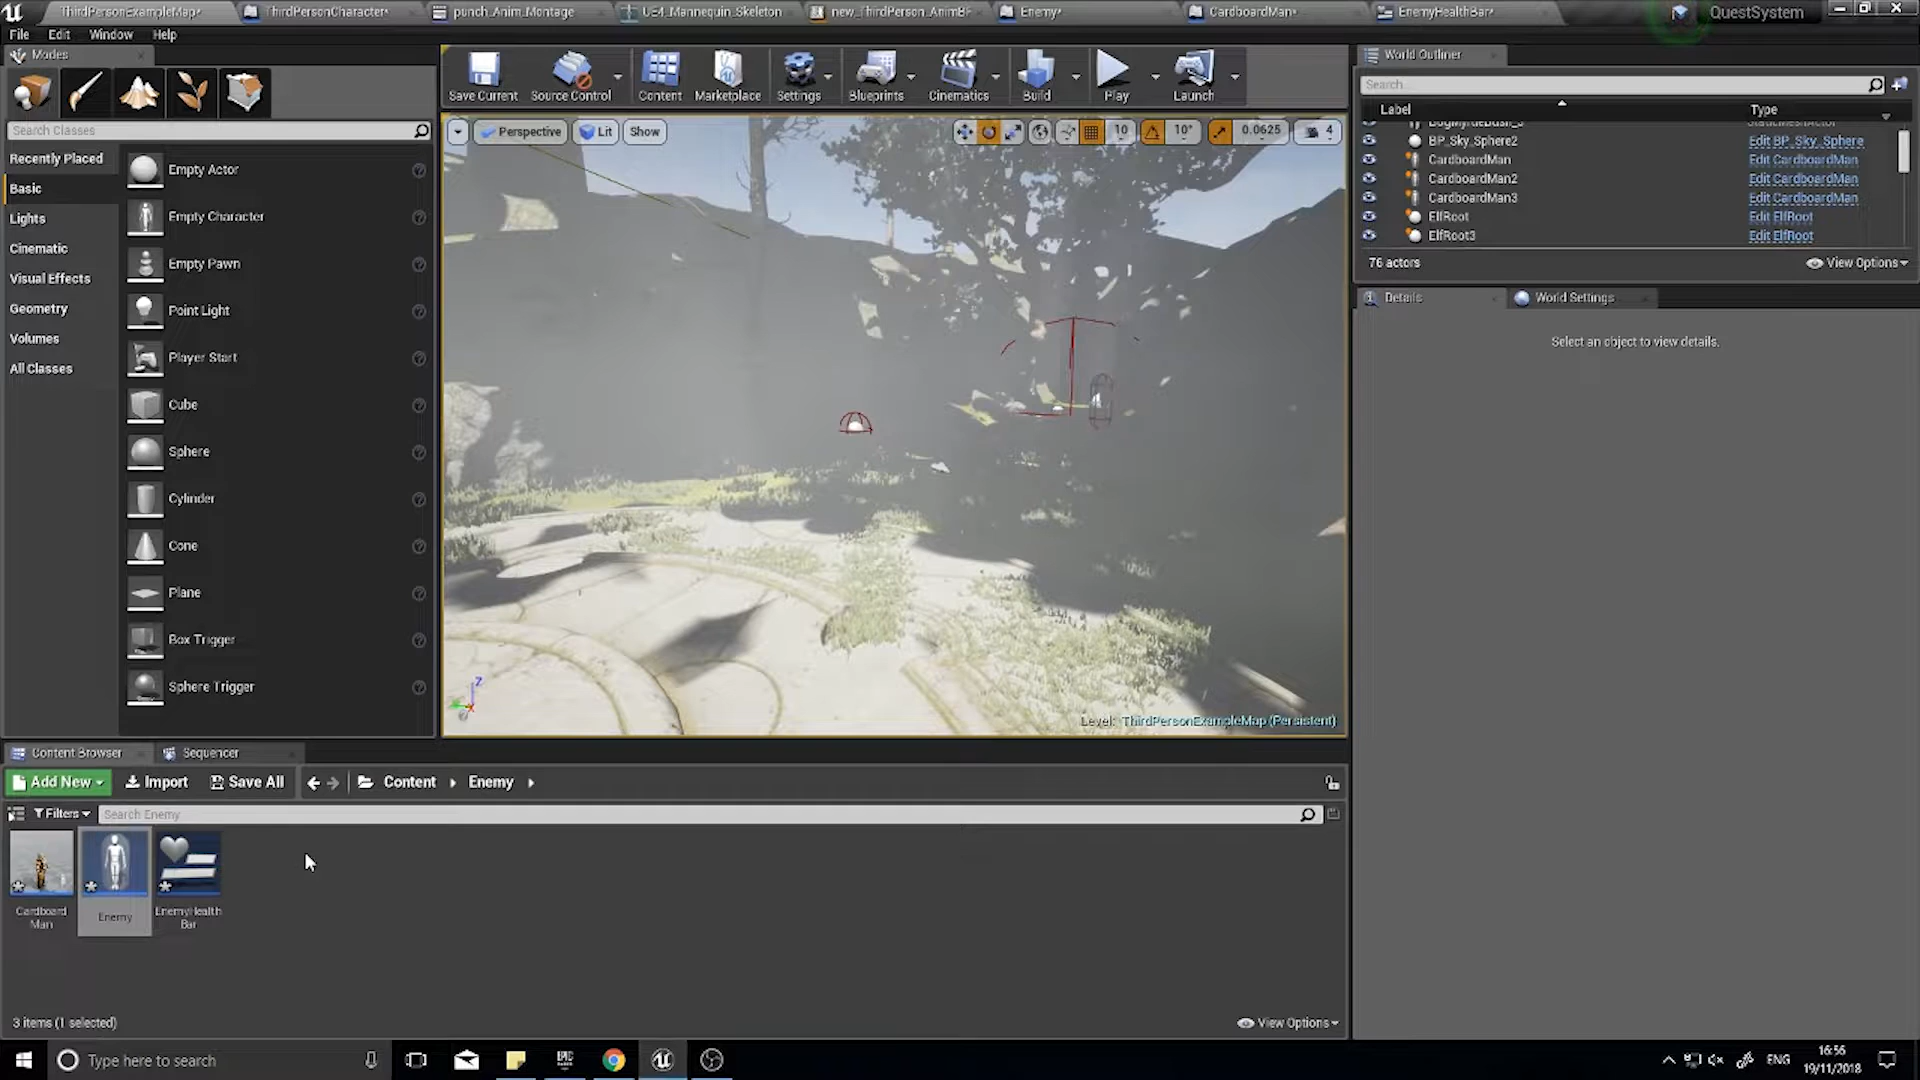 ThirdPersonExampleMap*
ThirdPersonCharacter*
punch_Anim_Montage
UE4_Mannequin_Skeleton
new_ThirdPerson_AnimBP
Enemy*
CardboardMan*
EnemyHealthBar*
QuestSystem
File Edit Window Help
Modes
Search Classes
Recently Placed
Basic
Lights
Cinematic
Visual Effects
Geometry
Volumes
All Classes
Empty Actor
Empty Character
Empty Pawn
Point Light
Player Start
Cube
Sphere
Cylinder
Cone
Plane
Box Trigger
Sphere Trigger
Save Current
Source Control
Content
Marketplace
Settings
Blueprints
Cinematics
Build
Play
Launch
Perspective Lit Show
10 10° 0.0625 4
Level: ThirdPersonExampleMap (Persistent)
World Outliner
Search...
Label Type
BP_Sky_Sphere2 Edit BP_Sky_Sphere
CardboardMan Edit CardboardMan
CardboardMan2 Edit CardboardMan
CardboardMan3 Edit CardboardMan
ElfRoot Edit ElfRoot
ElfRoot3 Edit ElfRoot
76 actors View Options
Details World Settings
Select an object to view details.
Content Browser Sequencer
Add New Import Save All Content Enemy
Filters Search Enemy
Cardboard
Man
Enemy
EnemyHealth
Bar
3 items (1 selected) View Options
Type here to search
ENG
16:56
19/11/2018